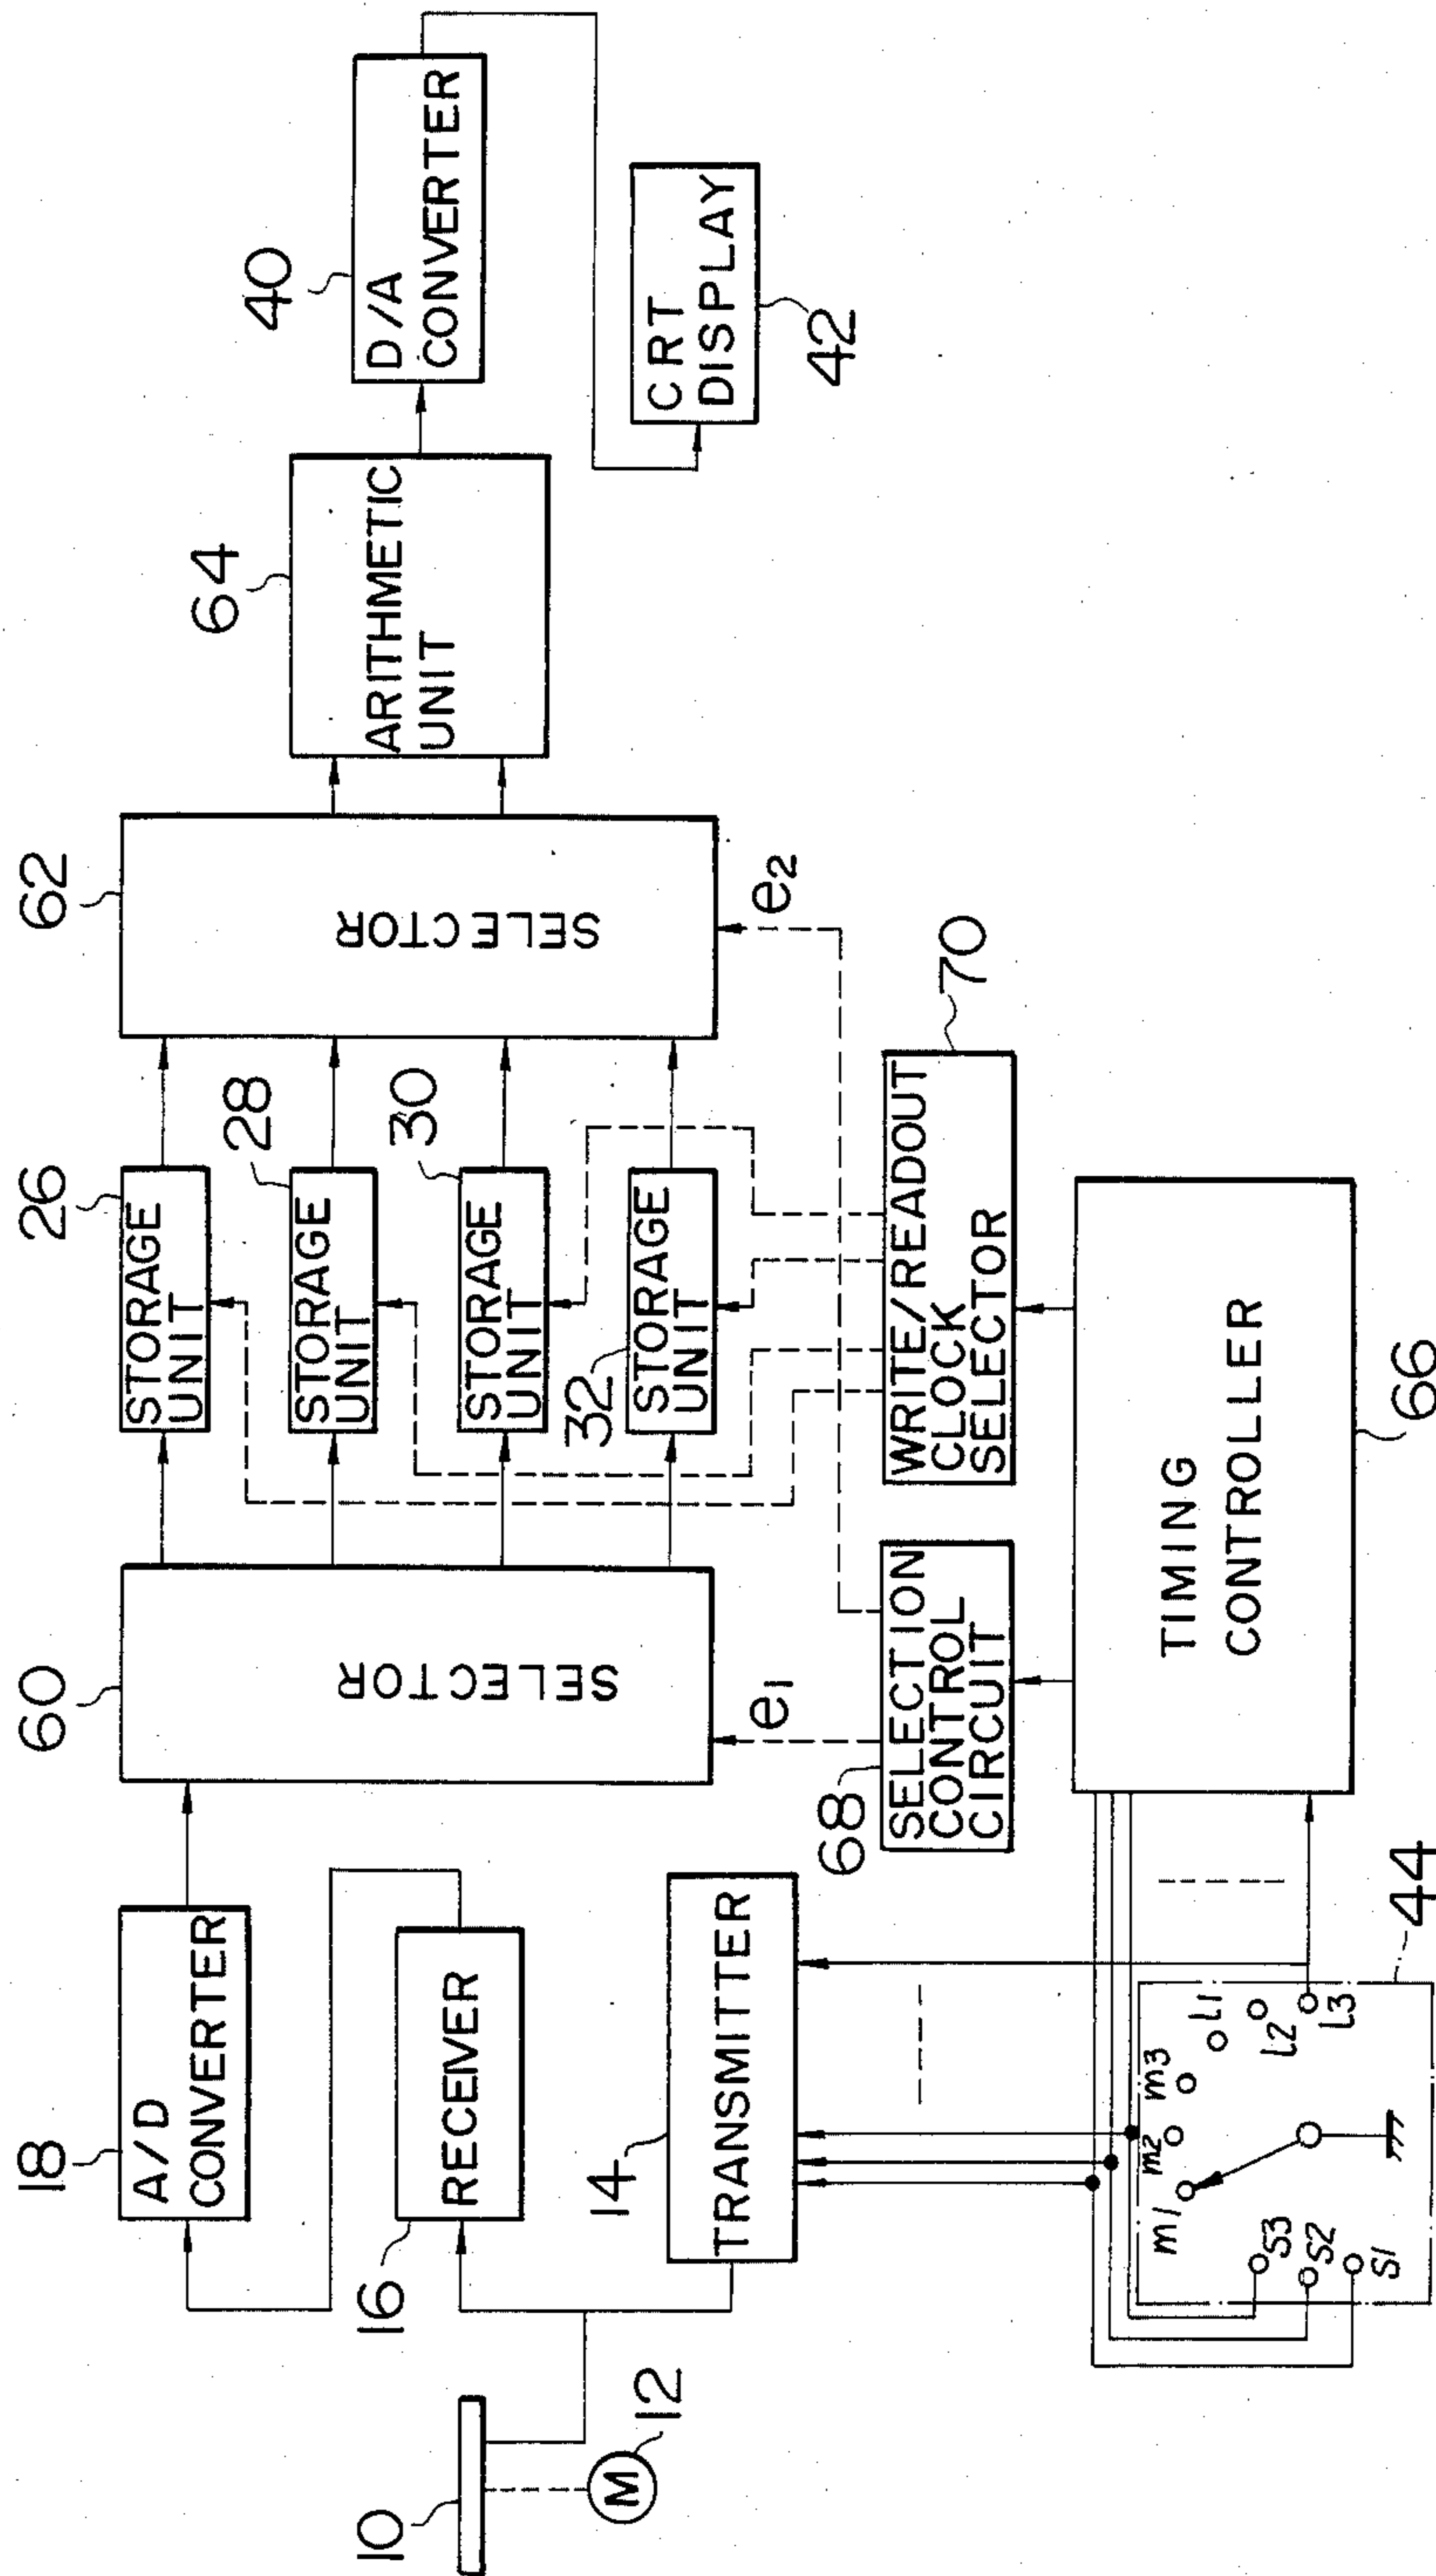 10
M
12
18
A/D
CONVERTER
16
RECEIVER
14
TRANSMITTER
60
SELECTOR
e1
26
STORAGE
UNIT
28
STORAGE
UNIT
30
STORAGE
UNIT
32
STORAGE
UNIT
62
SELECTOR
e2
64
ARITHMETIC
UNIT
40
D/A
CONVERTER
CRT
DISPLAY
42
68
SELECTION
CONTROL
CIRCUIT
70
WRITE/READOUT
CLOCK
SELECTOR
TIMING
CONTROLLER
66
44
S1
S2
S3
m1
m2
m3
L1
L2
L3